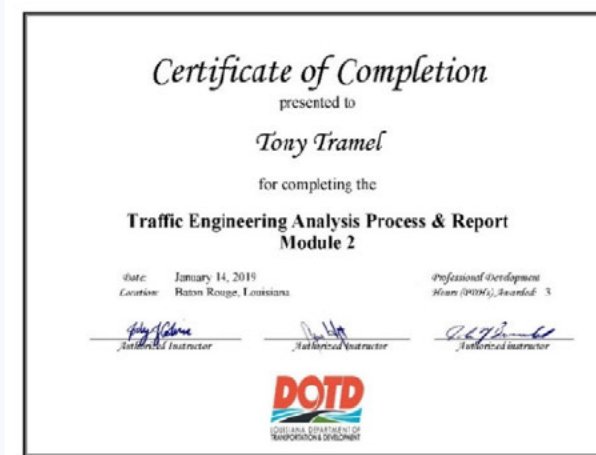 Certificate of Completion
presented to
Tony Tramel
for completing the
Traffic Engineering Analysis Process & Report
Module 2
Date: January 14, 2019
Location: Baton Rouge, Louisiana
Professional Development
Hours (PDHs) Awarded: 3
Authorized Instructor
Authorized Instructor
Authorized Instructor
DOTD
LOUISIANA DEPARTMENT OF
TRANSPORTATION & DEVELOPMENT